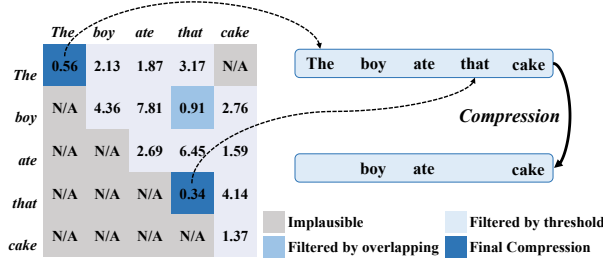 The boy ate that cake
The 0.56 2.13 1.87 3.17 N/A
boy N/A 4.36 7.81 0.91 2.76
ate N/A N/A 2.69 6.45 1.59
that N/A N/A N/A 0.34 4.14
cake N/A N/A N/A N/A 1.37
The boy ate that cake
Compression
boy ate cake
Implausible
Filtered by threshold
Filtered by overlapping
Final Compression